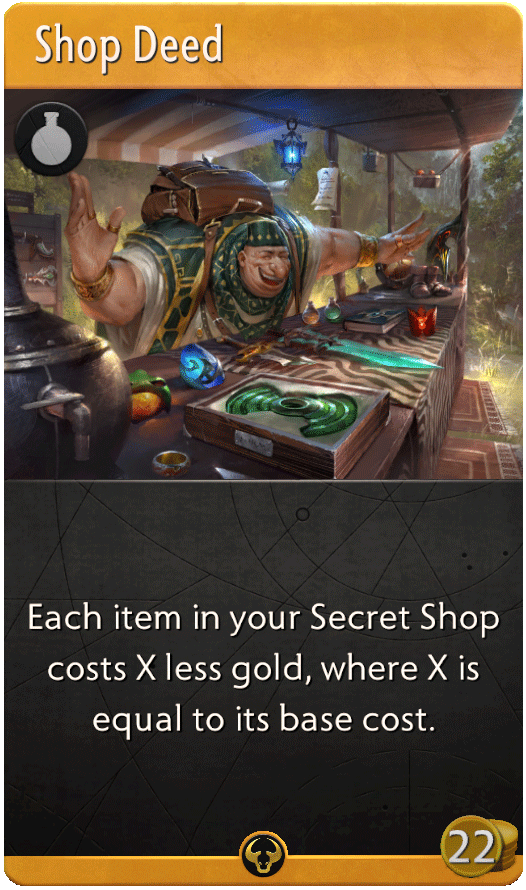 Shop Deed
Each item in your Secret Shop
costs X less gold, where X is
equal to its base cost.
22